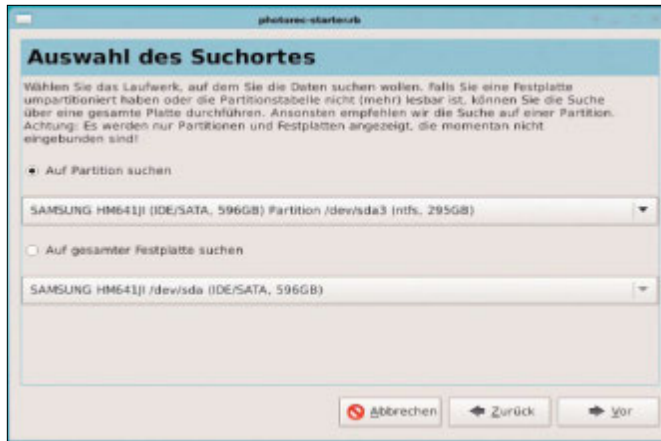 photorec-starter.rb
Auswahl des Suchortes
Wählen Sie das Laufwerk, auf dem Sie die Daten suchen wollen. Falls Sie eine Festplatte
umpartitioniert haben oder die Partitionstabelle nicht (mehr) lesbar ist, können Sie die Suche
über eine gesamte Platte durchführen. Ansonsten empfehlen wir die Suche auf einer Partition.
Achtung: Es werden nur Partitionen und Festplatten angezeigt, die momentan nicht
eingebunden sind!
Auf Partition suchen
SAMSUNG HM641JI (IDE/SATA, 596GB) Partition /dev/sda3 (ntfs, 295GB)
Auf gesamter Festplatte suchen
SAMSUNG HM641JI /dev/sda (IDE/SATA, 596GB)
Abbrechen Zurück Vor